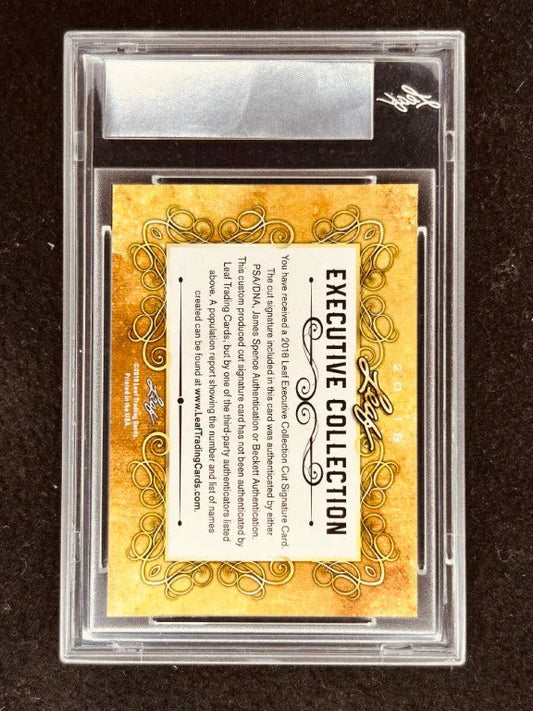 Leaf
2018
Leaf
EXECUTIVE COLLECTION
You have received a 2018 Leaf Executive Collection Cut Signature Card.
The cut signature included in this card was authenticated by either
PSA/DNA, James Spence Authentication or Beckett Authentication.
This custom produced cut signature card has not been authenticated by
Leaf Trading Cards, but by one of the third-party authenticators listed
above. A population report showing the number and list of names
created can be found at www.LeafTradingCards.com.
Leaf
©2018 Leaf Trading Cards.
Printed in the USA.